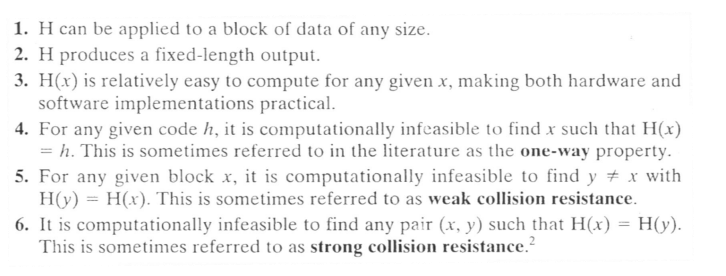 1. H can be applied to a block of data of any size.
2. H produces a fixed-length output.
3. H(x) is relatively easy to compute for any given x, making both hardware and
software implementations practical.
4. For any given code h, it is computationally infeasible to find x such that H(x)
= h. This is sometimes referred to in the literature as the one-way property.
5. For any given block x, it is computationally infeasible to find y ≠ x with
H(y) = H(x). This is sometimes referred to as weak collision resistance.
6. It is computationally infeasible to find any pair (x, y) such that H(x) = H(y).
This is sometimes referred to as strong collision resistance.²